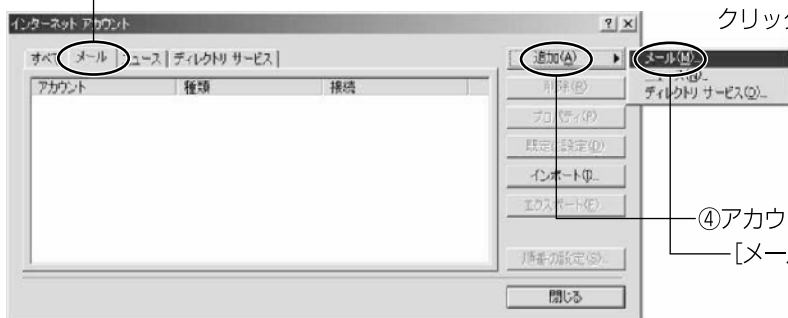 クリッ
インターネット アカウント
すべて メール ニュース ディレクトリ サービス
追加(A)
メール(M)...
ニュース(N)...
ディレクトリ サービス(D)...
アカウント 種類 接続
削除(R)
プロパティ(P)
既定に設定(D)
インポート(I)...
エクスポート(E)...
④アカウ
[メー
順番の設定(S)...
閉じる